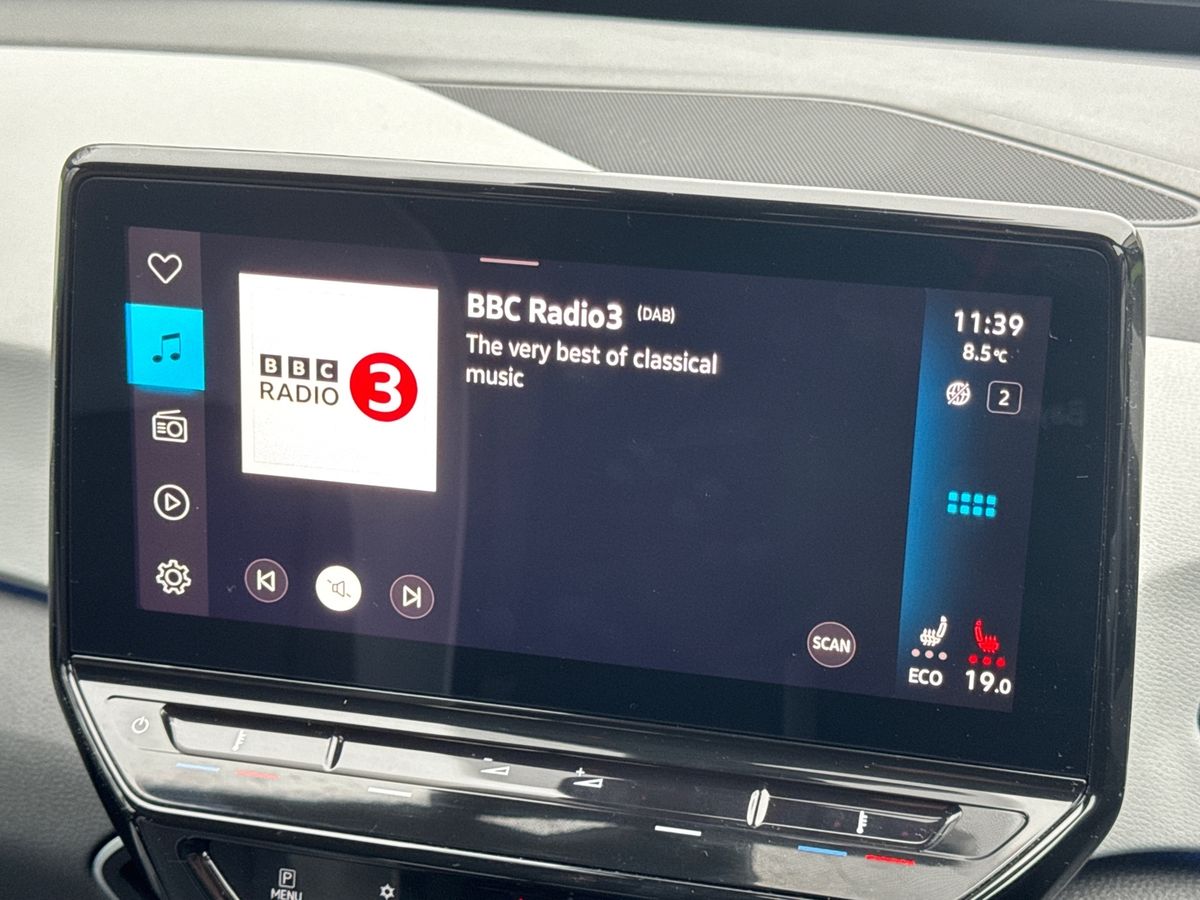 BBC
RADIO 3
BBC Radio3 (DAB)
The very best of classical
music
11:39
8.5°C
2
SCAN
ECO
19.0
P
MENU